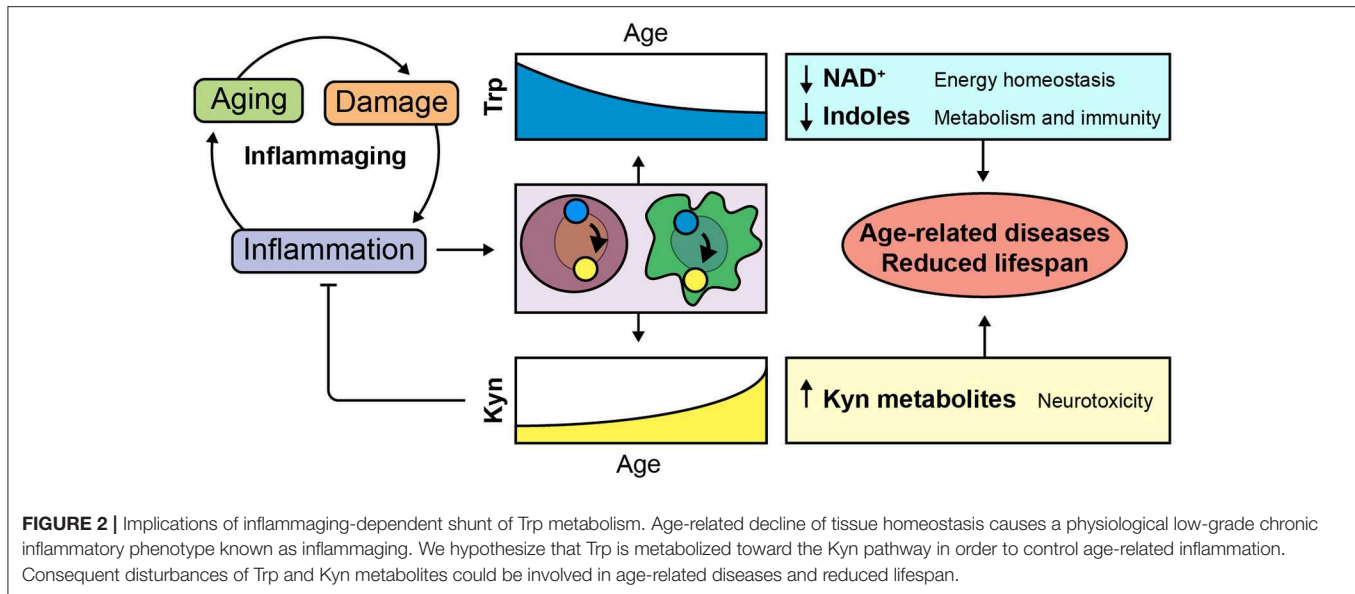 Aging
Damage
Inflammaging
Inflammation
Age
Trp
↓ NAD⁺ Energy homeostasis
↓ Indoles Metabolism and immunity
Age-related diseases
Reduced lifespan
Kyn
Age
↑ Kyn metabolites Neurotoxicity
FIGURE 2 | Implications of inflammaging-dependent shunt of Trp metabolism. Age-related decline of tissue homeostasis causes a physiological low-grade chronic
inflammatory phenotype known as inflammaging. We hypothesize that Trp is metabolized toward the Kyn pathway in order to control age-related inflammation.
Consequent disturbances of Trp and Kyn metabolites could be involved in age-related diseases and reduced lifespan.